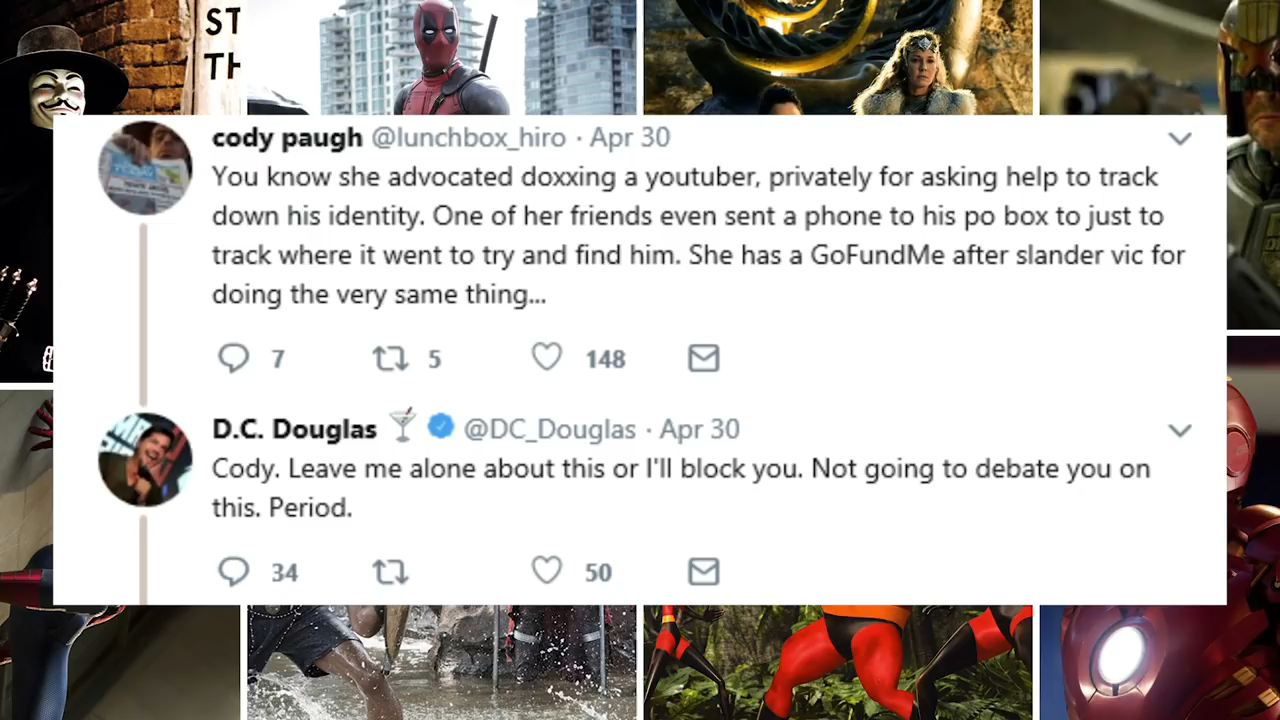 ST
TH
cody paugh @lunchbox_hiro · Apr 30
You know she advocated doxxing a youtuber, privately for asking help to track
down his identity. One of her friends even sent a phone to his po box to just to
track where it went to try and find him. She has a GoFundMe after slander vic for
doing the very same thing...
7 5 148
D.C. Douglas @DC_Douglas · Apr 30
Cody. Leave me alone about this or I'll block you. Not going to debate you on
this. Period.
34 50